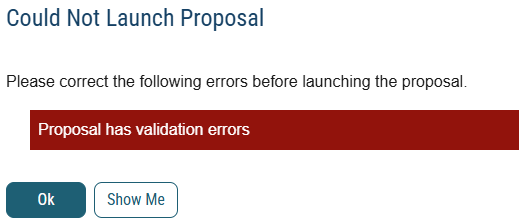 Could Not Launch Proposal
Please correct the following errors before launching the proposal.
Proposal has validation errors
Ok
Show Me